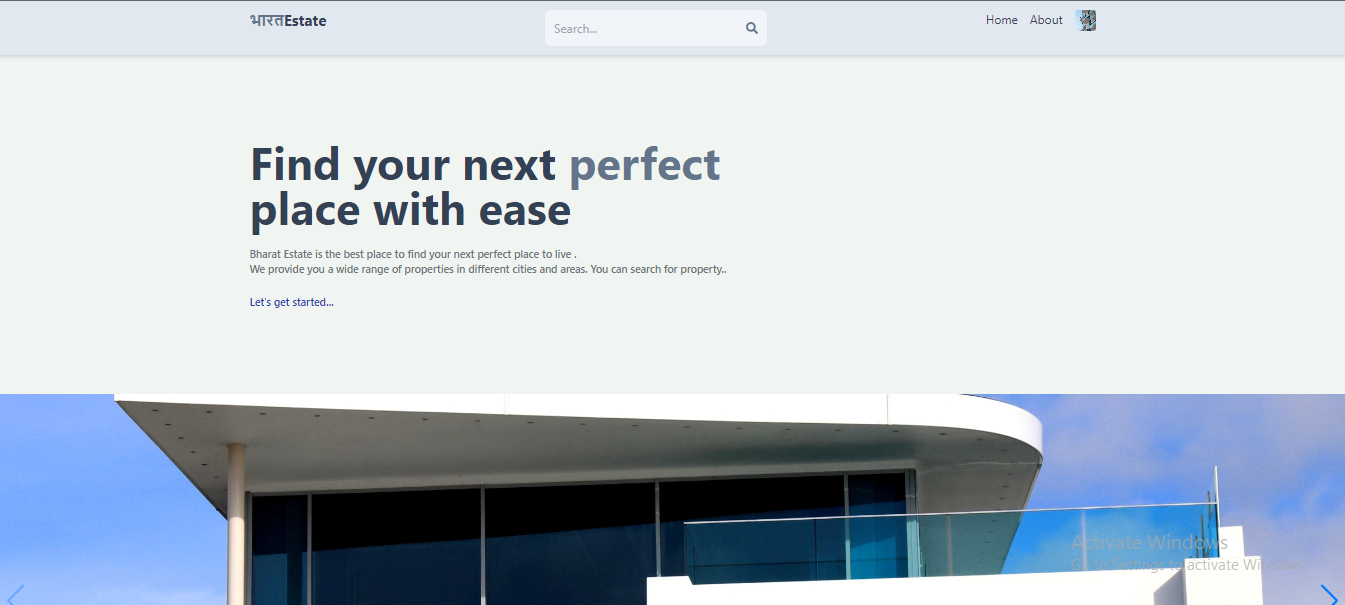 भारतEstate
Search...
Home About
Find your next perfect
place with ease
Bharat Estate is the best place to find your next perfect place to live .
We provide you a wide range of properties in different cities and areas. You can search for property..
Let's get started...
Activate Windows
Go to Settings to activate Windows.